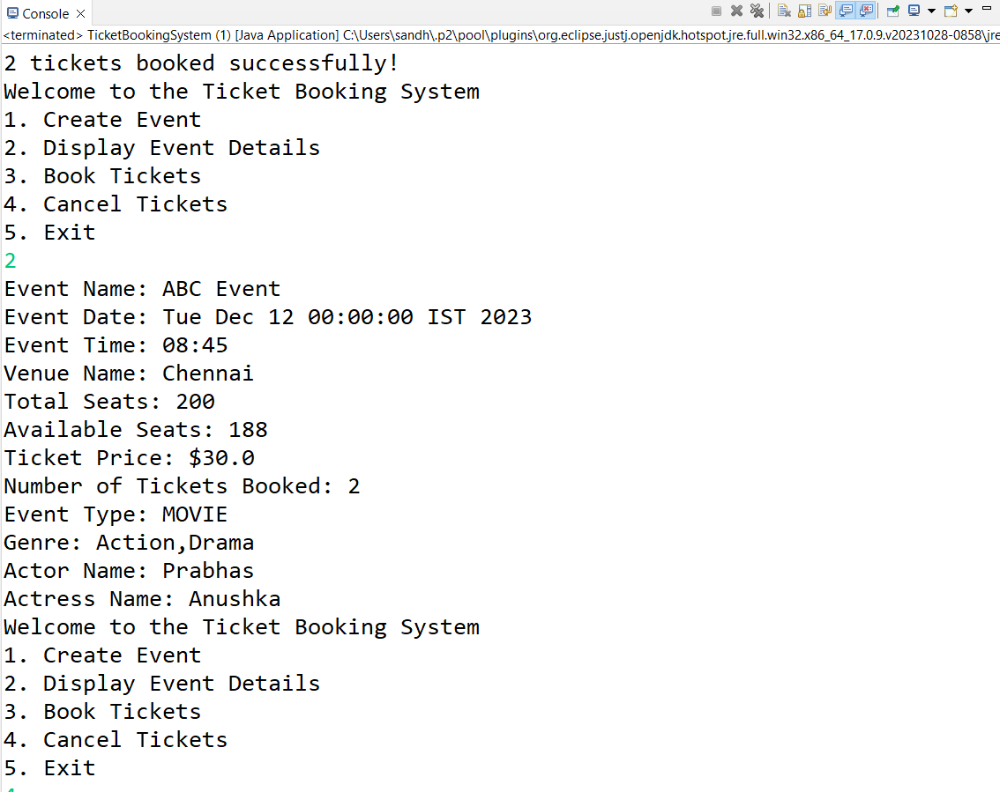 Console
<terminated> TicketBookingSystem (1) [Java Application] C:\Users\sandh\.p2\pool\plugins\org.eclipse.justj.openjdk.hotspot.jre.full.win32.x86_64_17.0.9.v20231028-0858\jre
2 tickets booked successfully!
Welcome to the Ticket Booking System
1. Create Event
2. Display Event Details
3. Book Tickets
4. Cancel Tickets
5. Exit
2
Event Name: ABC Event
Event Date: Tue Dec 12 00:00:00 IST 2023
Event Time: 08:45
Venue Name: Chennai
Total Seats: 200
Available Seats: 188
Ticket Price: $30.0
Number of Tickets Booked: 2
Event Type: MOVIE
Genre: Action,Drama
Actor Name: Prabhas
Actress Name: Anushka
Welcome to the Ticket Booking System
1. Create Event
2. Display Event Details
3. Book Tickets
4. Cancel Tickets
5. Exit